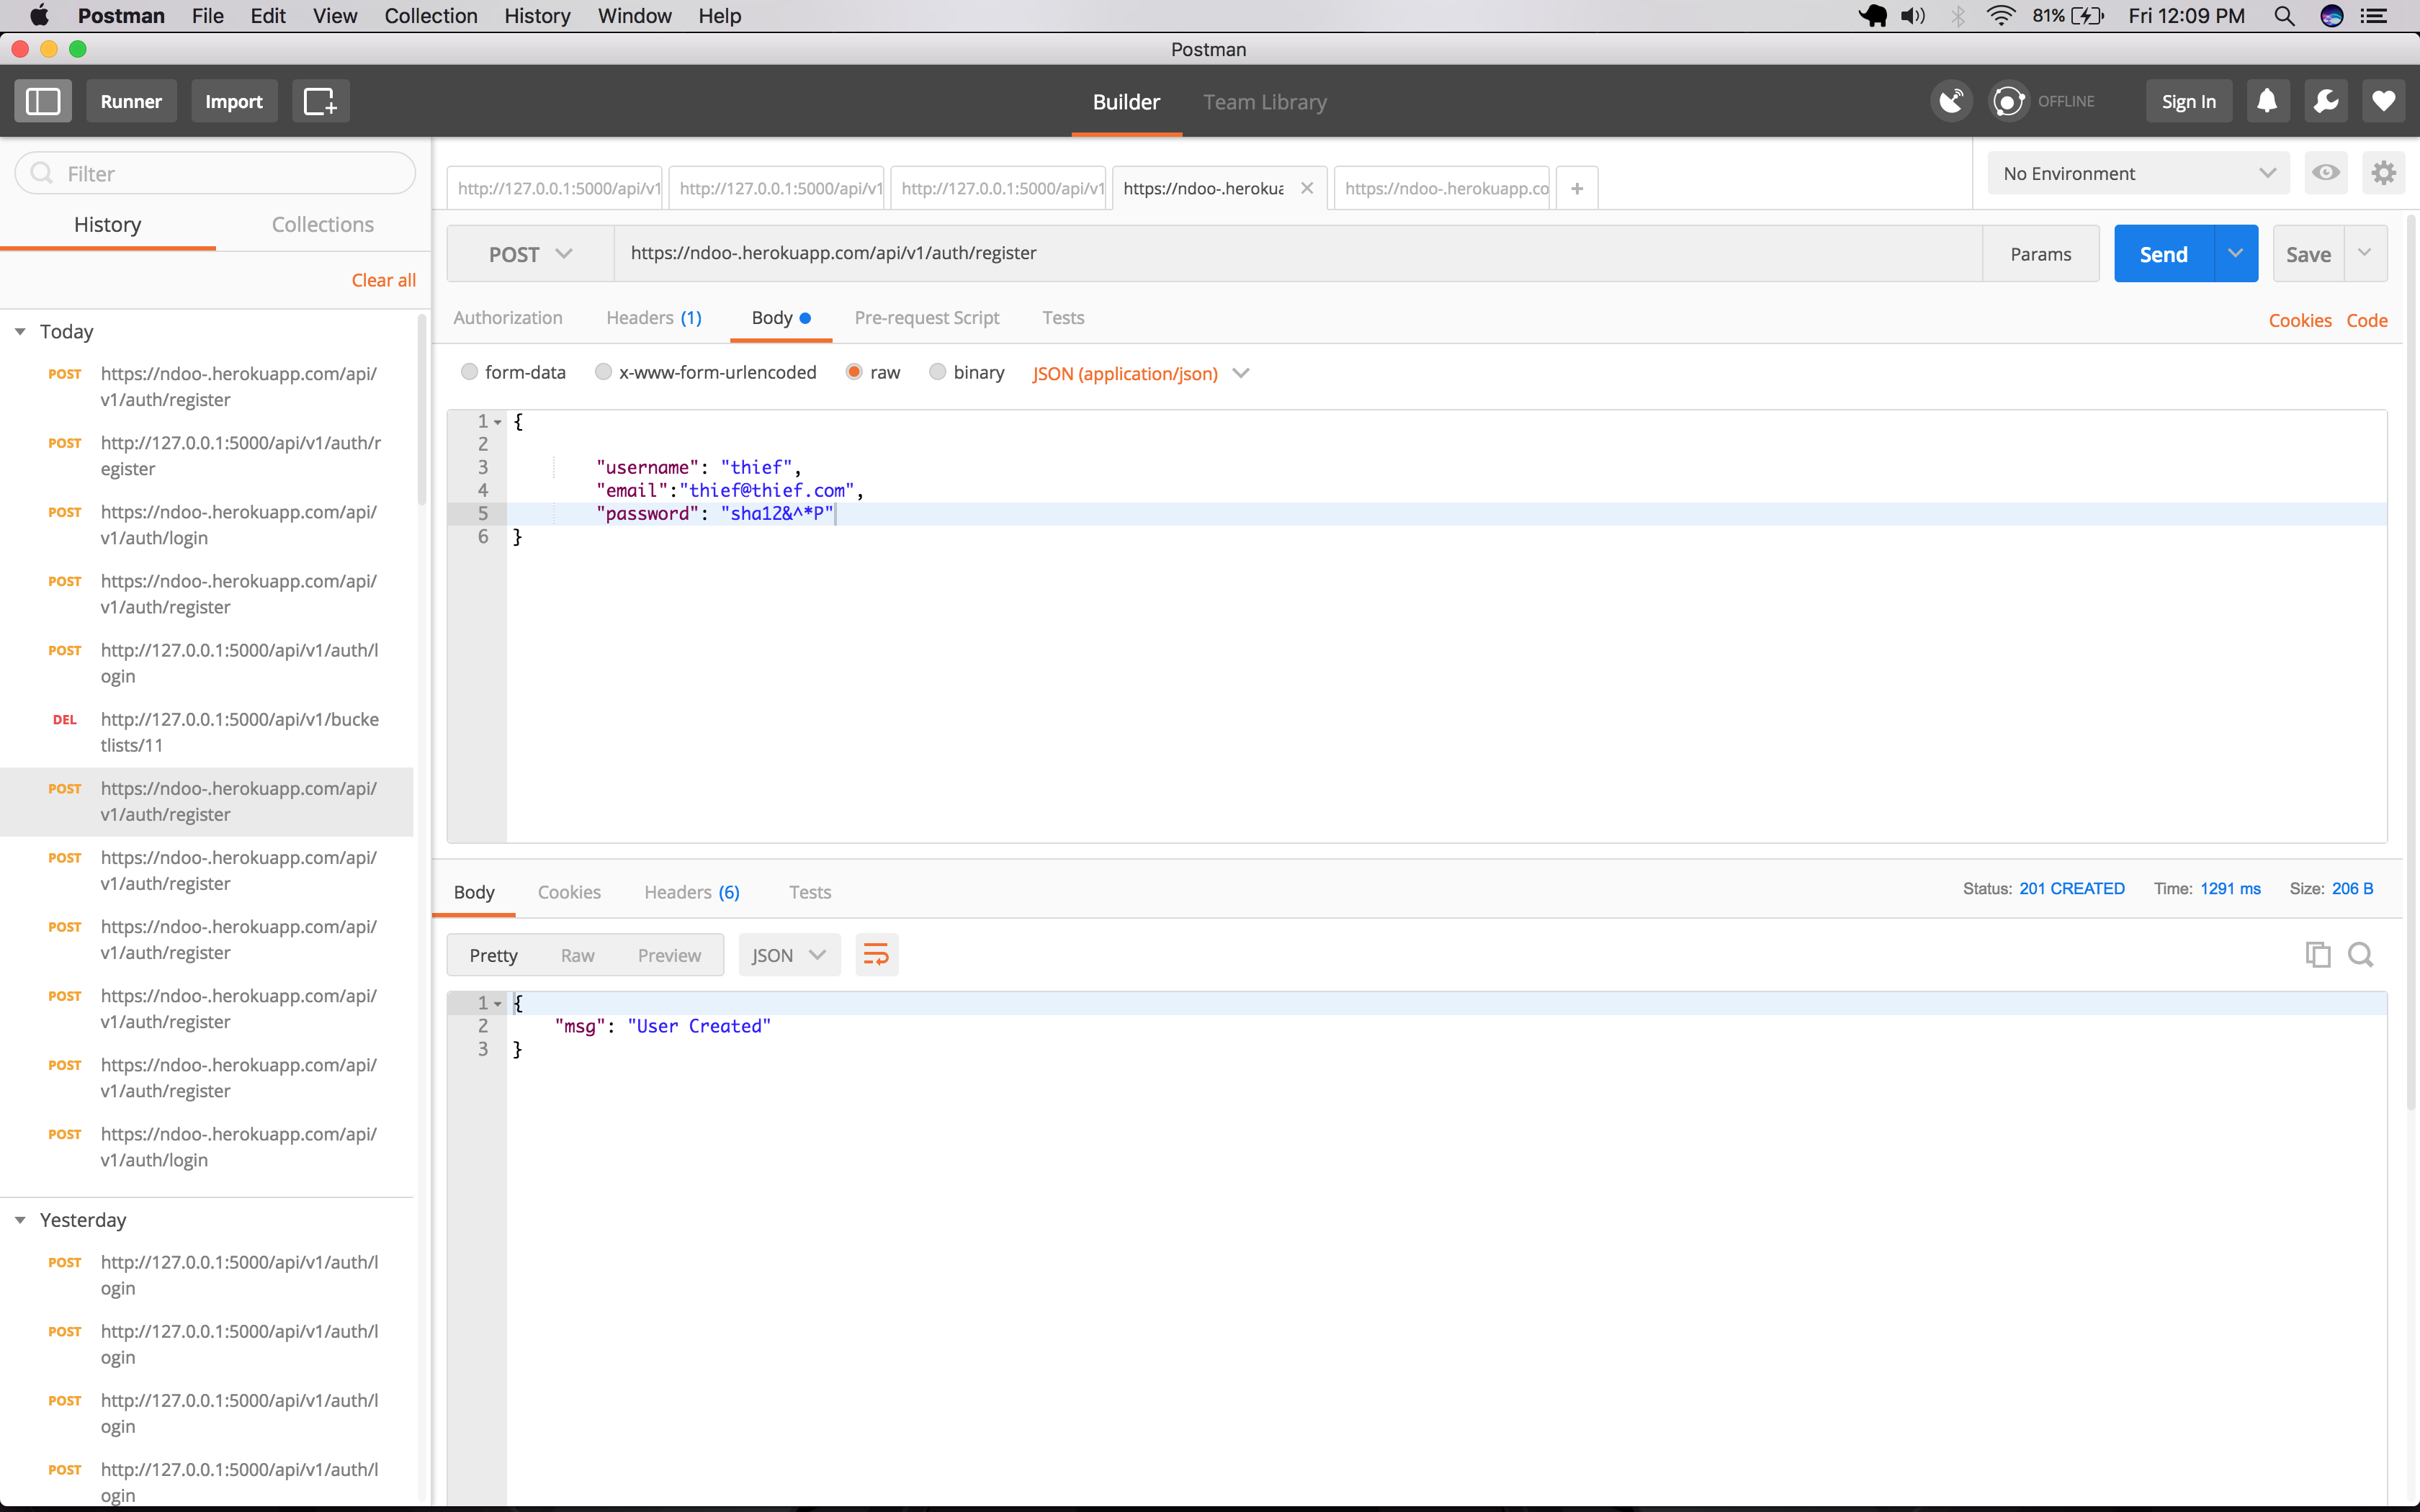 Postman File Edit View Collection History Window Help 81% Fri 12:09 PM
Postman
Runner Import Builder Team Library OFFLINE Sign In
Filter
History Collections
Clear all
Today
POST https://ndoo-.herokuapp.com/api/
v1/auth/register
POST http://127.0.0.1:5000/api/v1/auth/r
egister
POST https://ndoo-.herokuapp.com/api/
v1/auth/login
POST https://ndoo-.herokuapp.com/api/
v1/auth/register
POST http://127.0.0.1:5000/api/v1/auth/l
ogin
DEL http://127.0.0.1:5000/api/v1/bucke
tlists/11
POST https://ndoo-.herokuapp.com/api/
v1/auth/register
POST https://ndoo-.herokuapp.com/api/
v1/auth/register
POST https://ndoo-.herokuapp.com/api/
v1/auth/register
POST https://ndoo-.herokuapp.com/api/
v1/auth/register
POST https://ndoo-.herokuapp.com/api/
v1/auth/register
POST https://ndoo-.herokuapp.com/api/
v1/auth/login
Yesterday
POST http://127.0.0.1:5000/api/v1/auth/l
ogin
POST http://127.0.0.1:5000/api/v1/auth/l
ogin
POST http://127.0.0.1:5000/api/v1/auth/l
ogin
POST http://127.0.0.1:5000/api/v1/auth/l
ogin
http://127.0.0.1:5000/api/v1 http://127.0.0.1:5000/api/v1 http://127.0.0.1:5000/api/v1 https://ndoo-.herokua https://ndoo-.herokuapp.co + No Environment
POST https://ndoo-.herokuapp.com/api/v1/auth/register Params Send Save
Authorization Headers (1) Body Pre-request Script Tests Cookies Code
form-data x-www-form-urlencoded raw binary JSON (application/json)
1 {
2
3 "username": "thief",
4 "email":"thief@thief.com",
5 "password": "sha12&^*P"
6 }
Body Cookies Headers (6) Tests Status: 201 CREATED Time: 1291 ms Size: 206 B
Pretty Raw Preview JSON
1 {
2 "msg": "User Created"
3 }